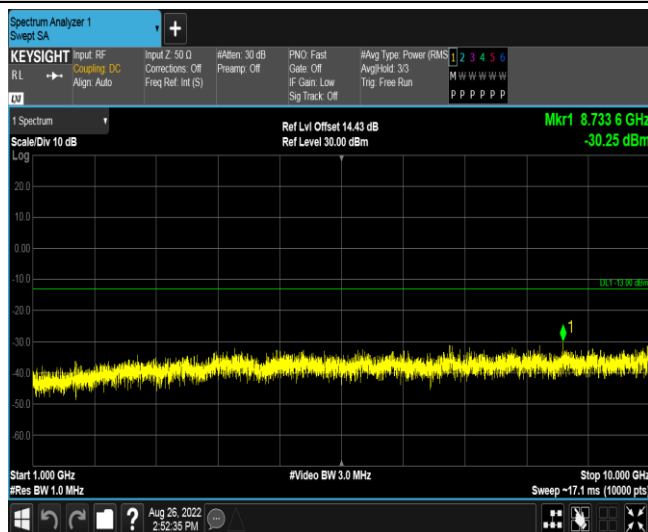 Spectrum Analyzer 1
Swept SA
+
KEYSIGHT Input: RF Input Z: 50 Ω #Atten: 30 dB PNO: Fast #Avg Type: Power (RMS 1 2 3 4 5 6
RL Coupling: DC Corrections: Off Preamp: Off Gate: Off Avg|Hold: 3/3 M W W W W W
Align: Auto Freq Ref: Int (S) IF Gain: Low Trig: Free Run
Sig Track: Off P P P P P P
LXI
1 Spectrum Ref Lvl Offset 14.43 dB Mkr1 8.733 6 GHz
Scale/Div 10 dB Ref Level 30.00 dBm -30.25 dBm
Log
20.0
10.0
0.00
-10.0
DL1 -13.00 dBm
-20.0
-30.0
1
-40.0
-50.0
-60.0
Start 1.000 GHz #Video BW 3.0 MHz Stop 10.000 GHz
#Res BW 1.0 MHz Sweep ~17.1 ms (10000 pts)
? Aug 26, 2022
2:52:35 PM